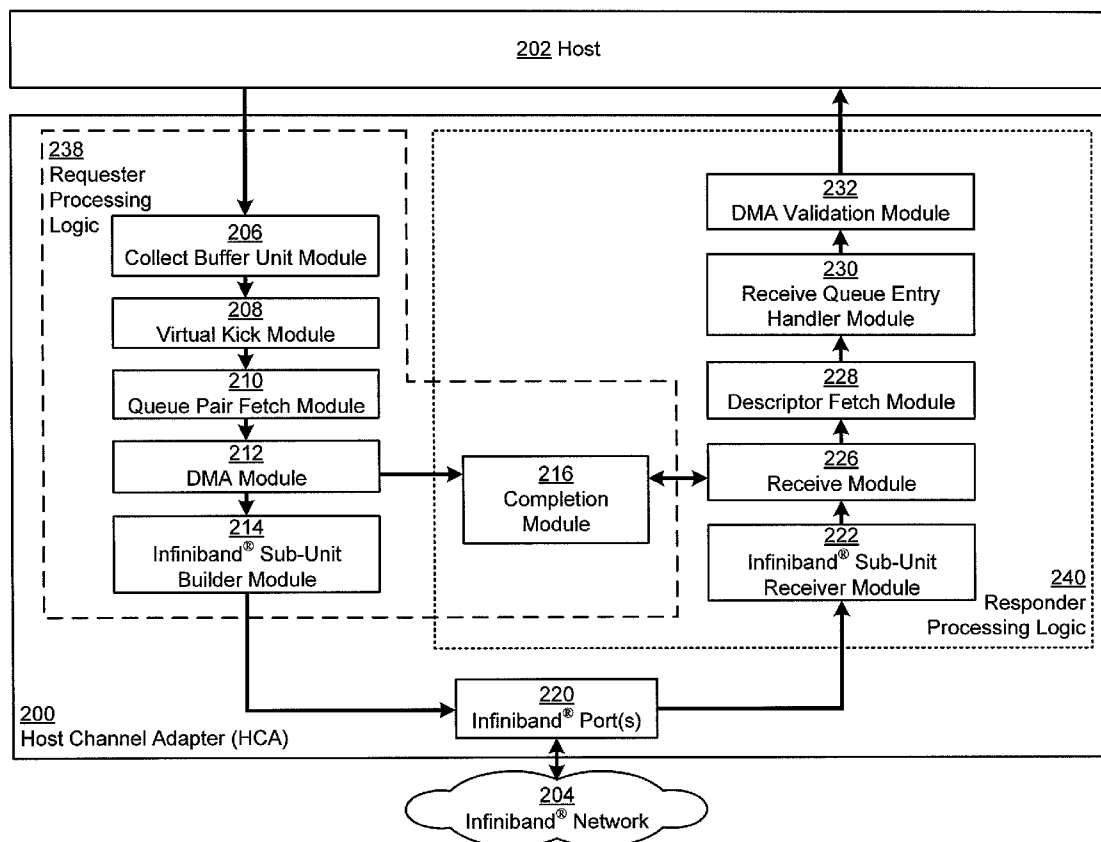 202 Host
238
Requester
Processing
Logic
206
Collect Buffer Unit Module
208
Virtual Kick Module
210
Queue Pair Fetch Module
212
DMA Module
214
Infiniband® Sub-Unit
Builder Module
216
Completion
Module
232
DMA Validation Module
230
Receive Queue Entry
Handler Module
228
Descriptor Fetch Module
226
Receive Module
222
Infiniband® Sub-Unit
Receiver Module
240
Responder
Processing Logic
220
Infiniband® Port(s)
200
Host Channel Adapter (HCA)
204
Infiniband® Network